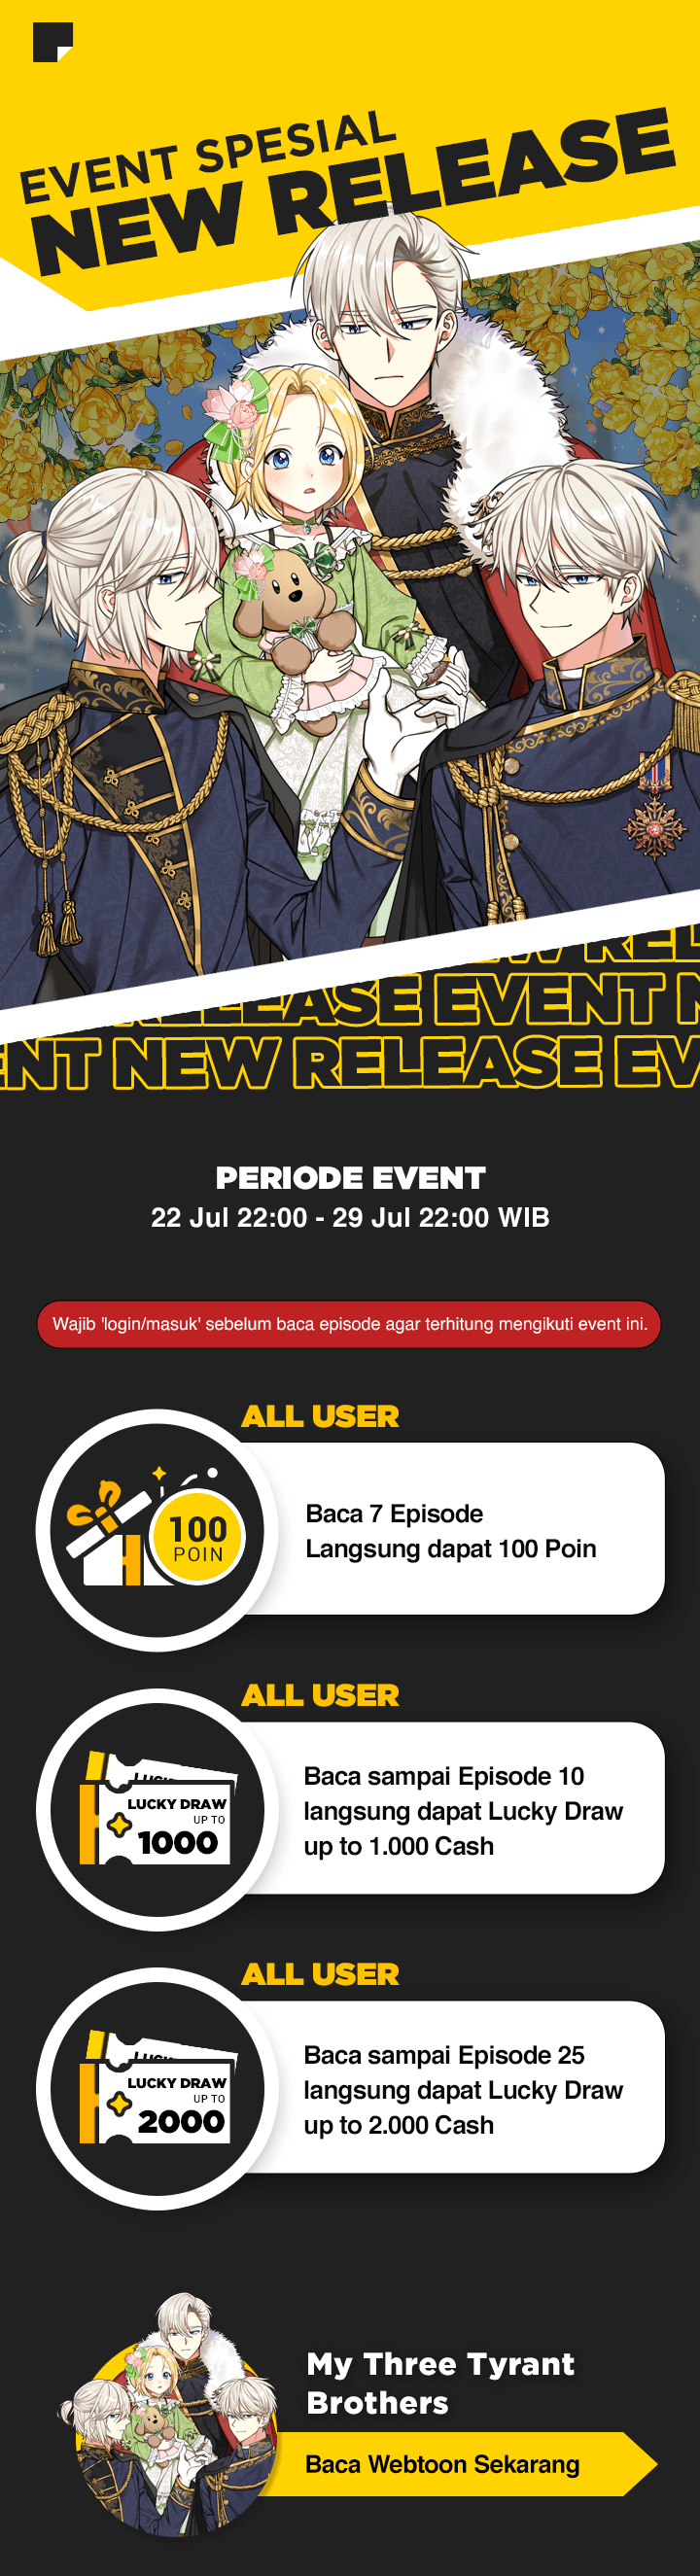 EVENT SPESIAL
NEW RELEASE
NEW REL
RELEASE EVENT N
ENT NEW RELEASE EV
PERIODE EVENT
22 Jul 22:00 - 29 Jul 22:00 WIB
Wajib 'login/masuk' sebelum baca episode agar terhitung mengikuti event ini.
ALL USER
100
POIN
Baca 7 Episode
Langsung dapat 100 Poin
ALL USER
LUCKY DRAW
UP TO
1000
Baca sampai Episode 10
langsung dapat Lucky Draw
up to 1.000 Cash
ALL USER
LUCKY DRAW
UP TO
2000
Baca sampai Episode 25
langsung dapat Lucky Draw
up to 2.000 Cash
My Three Tyrant
Brothers
Baca Webtoon Sekarang